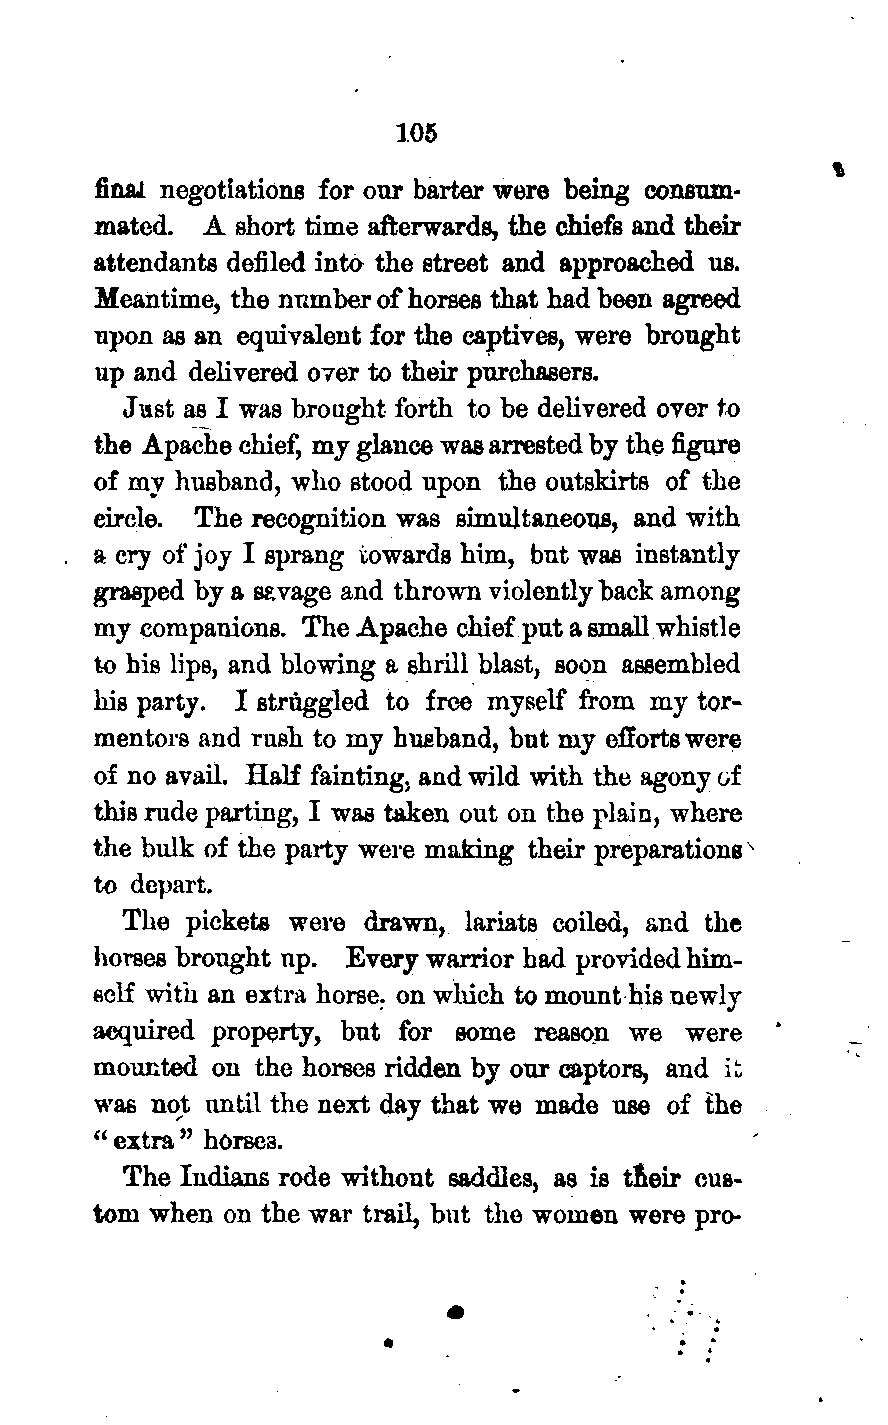 105
final negotiations for our barter were being consum-
mated. A short time afterwards, the chiefs and their
attendants defiled into the street and approached us.
Meantime, the number of horses that had been agreed
upon as an equivalent for the captives, were brought
up and delivered over to their purchasers.
Just as I was brought forth to be delivered over to
the Apache chief, my glance was arrested by the figure
of my husband, who stood upon the outskirts of the
circle. The recognition was simultaneous, and with
a cry of joy I sprang towards him, but was instantly
grasped by a savage and thrown violently back among
my companions. The Apache chief put a small whistle
to his lips, and blowing a shrill blast, soon assembled
his party. I struggled to free myself from my tor-
mentors and rush to my husband, but my efforts were
of no avail. Half fainting, and wild with the agony of
this rude parting, I was taken out on the plain, where
the bulk of the party were making their preparations
to depart.
The pickets were drawn, lariats coiled, and the
horses brought up. Every warrior had provided him-
self with an extra horse, on which to mount his newly
acquired property, but for some reason we were
mounted on the horses ridden by our captors, and it
was not until the next day that we made use of the
"extra" horses.
The Indians rode without saddles, as is their cus-
tom when on the war trail, but the women were pro-